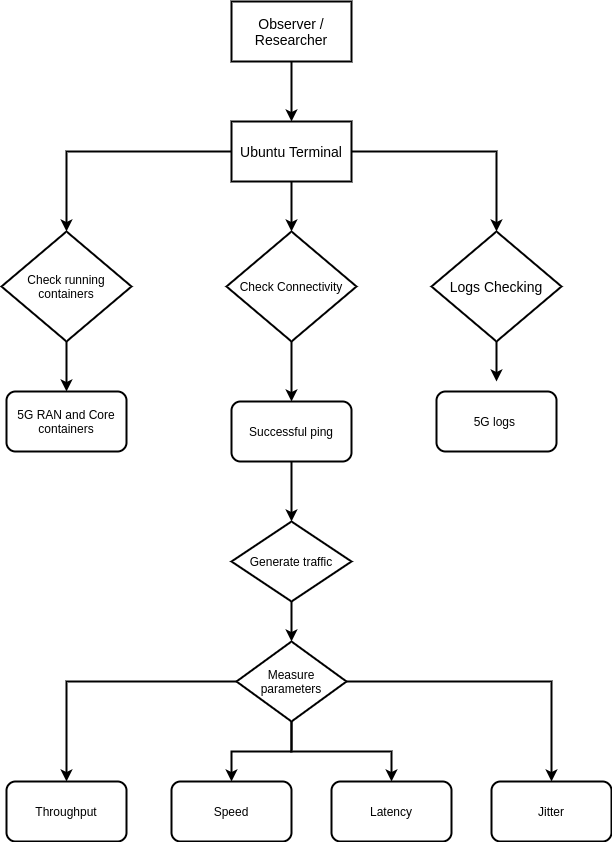 Observer /
Researcher
Ubuntu Terminal
Check running
containers
Check Connectivity
Logs Checking
5G RAN and Core
containers
Successful ping
5G logs
Generate traffic
Measure
parameters
Throughput
Speed
Latency
Jitter